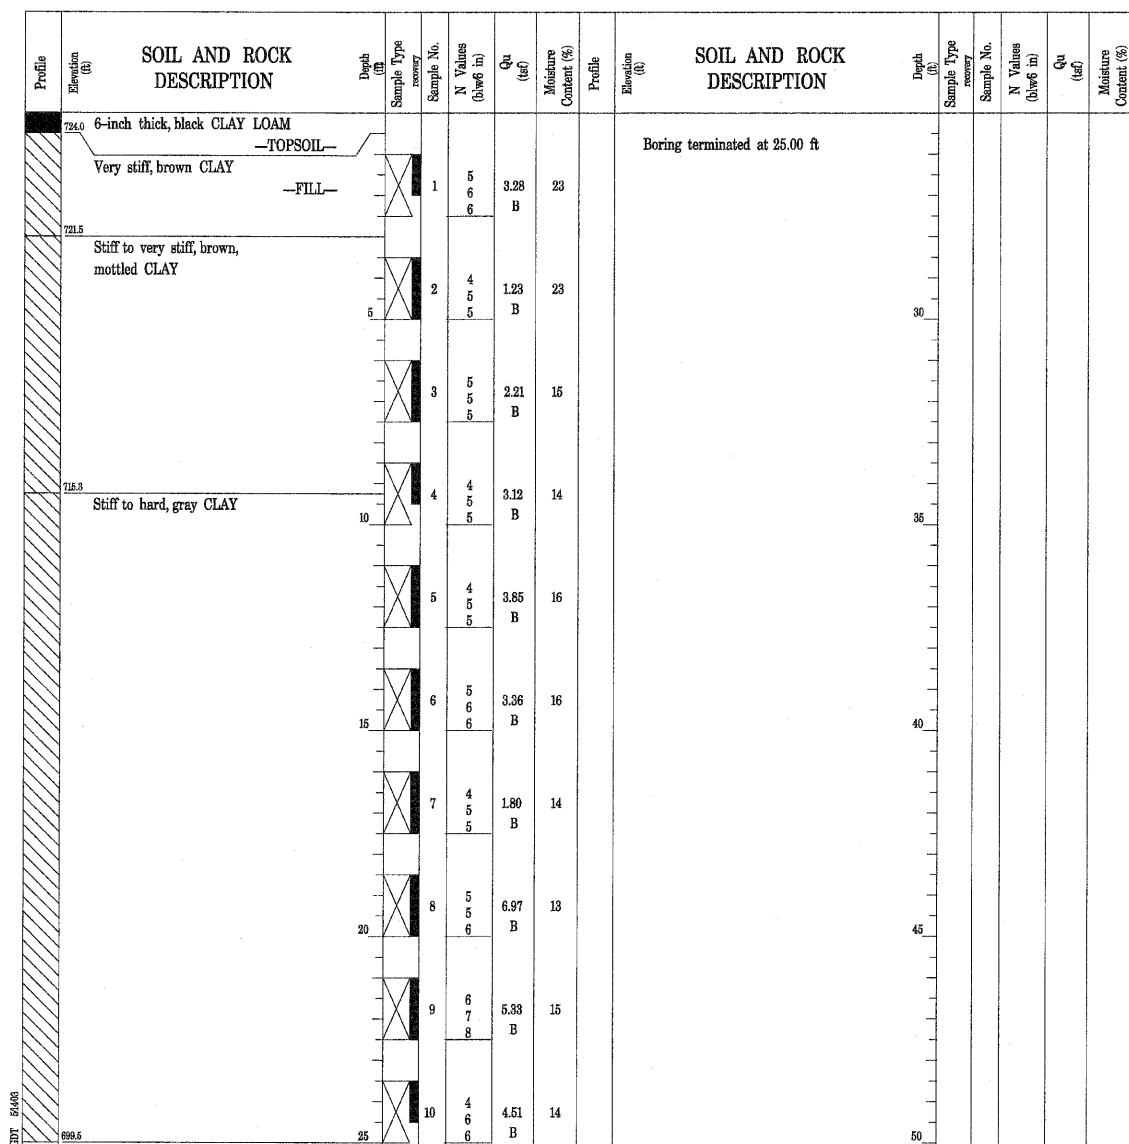 Profile
Elevation
(ft)
SOIL AND ROCK
DESCRIPTION
Depth
(ft)
Sample Type
recovery
Sample No.
N Values
(blw/6 in)
Qu
(tsf)
Moisture
Content (%)
Profile
Elevation
(ft)
SOIL AND ROCK
DESCRIPTION
Depth
(ft)
Sample Type
recovery
Sample No.
N Values
(blw/6 in)
Qu
(tsf)
Moisture
Content (%)
724.0 6-inch thick, black CLAY LOAM
—TOPSOIL—
Very stiff, brown CLAY
—FILL—
1
5
6
6
3.28
B
23
721.5
Stiff to very stiff, brown,
mottled CLAY
5
2
4
5
5
1.23
B
23
3
5
5
5
2.21
B
15
715.3
Stiff to hard, gray CLAY
10
4
4
5
5
3.12
B
14
5
4
5
5
3.85
B
16
15
6
5
6
6
3.36
B
16
7
4
5
5
1.80
B
14
20
8
5
5
6
6.97
B
13
9
6
7
8
5.33
B
15
699.5
25
10
4
6
6
4.51
B
14
Boring terminated at 25.00 ft
30
35
40
45
50